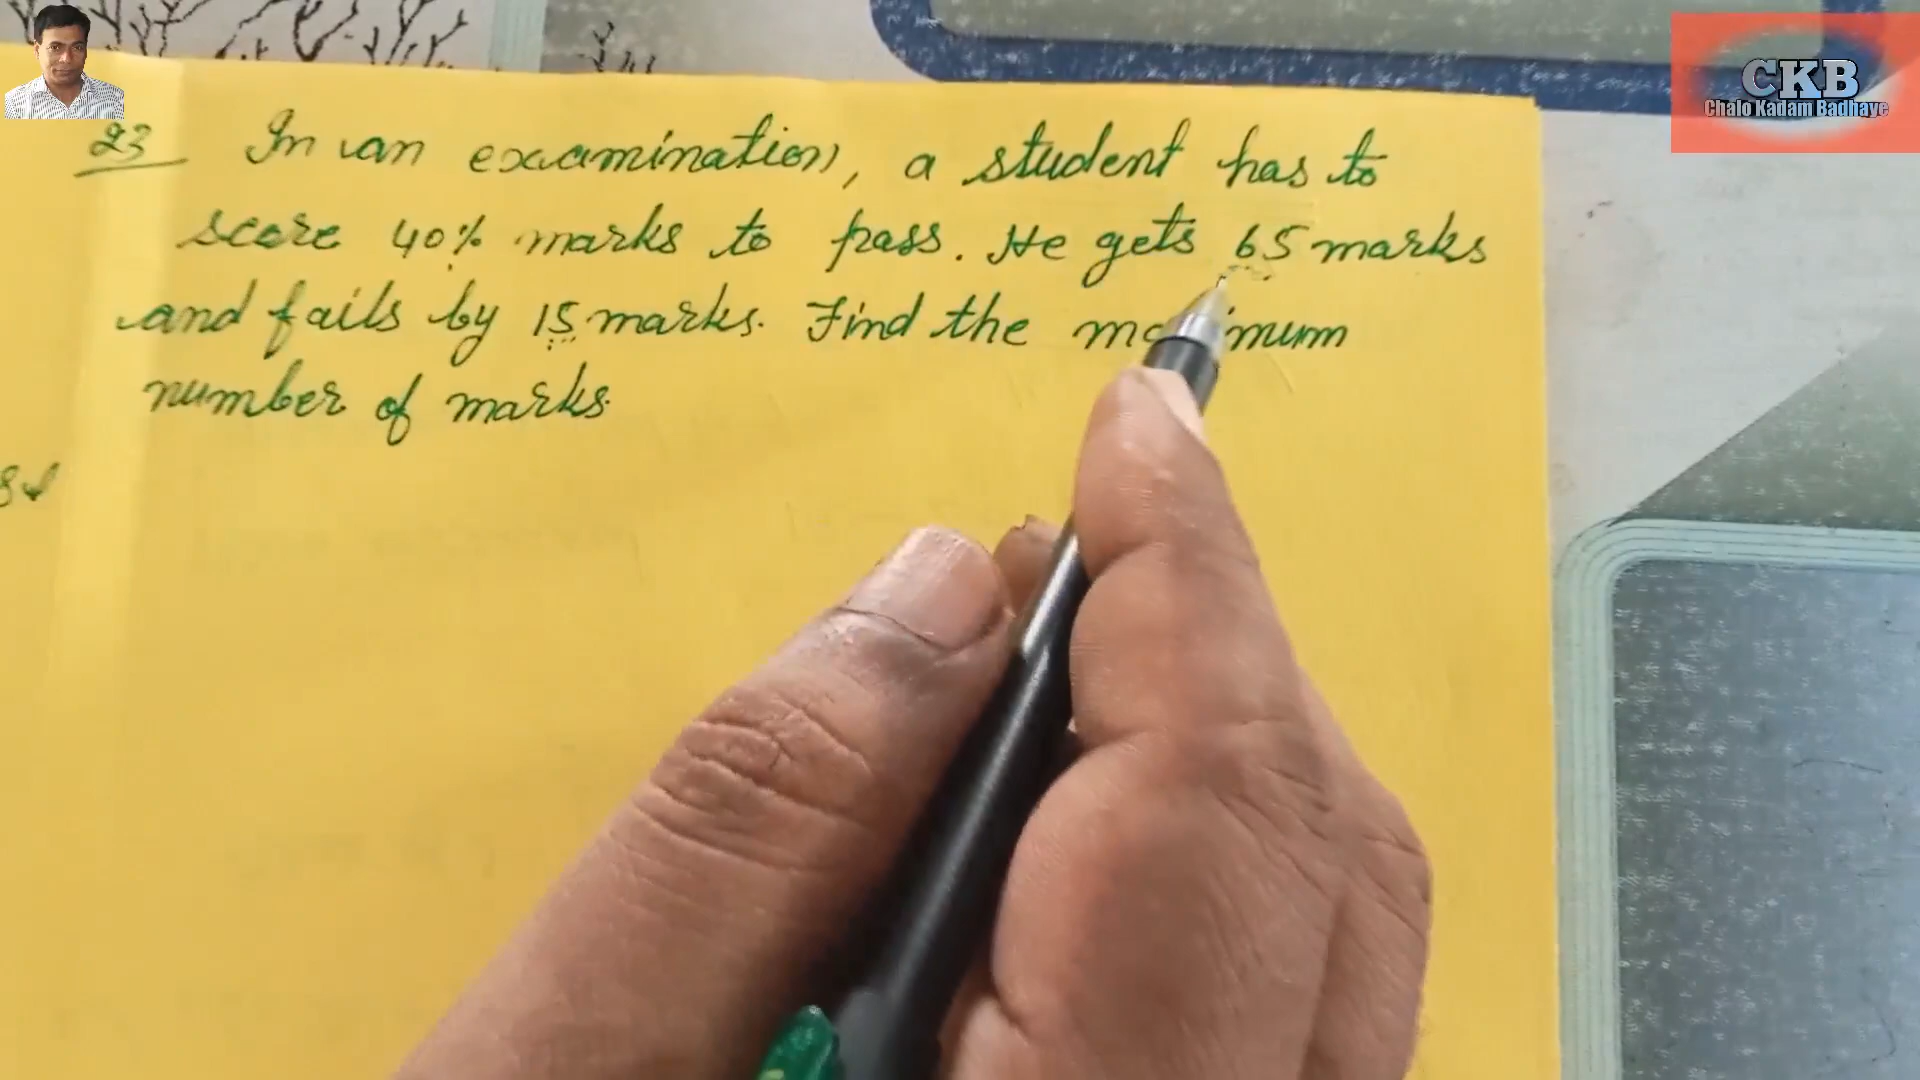 CKB
Chalo Kadam Badhaye
23 In an examination, a student has to
score 40% marks to pass. He gets 65 marks
and fails by 15 marks. Find the maximum
number of marks.